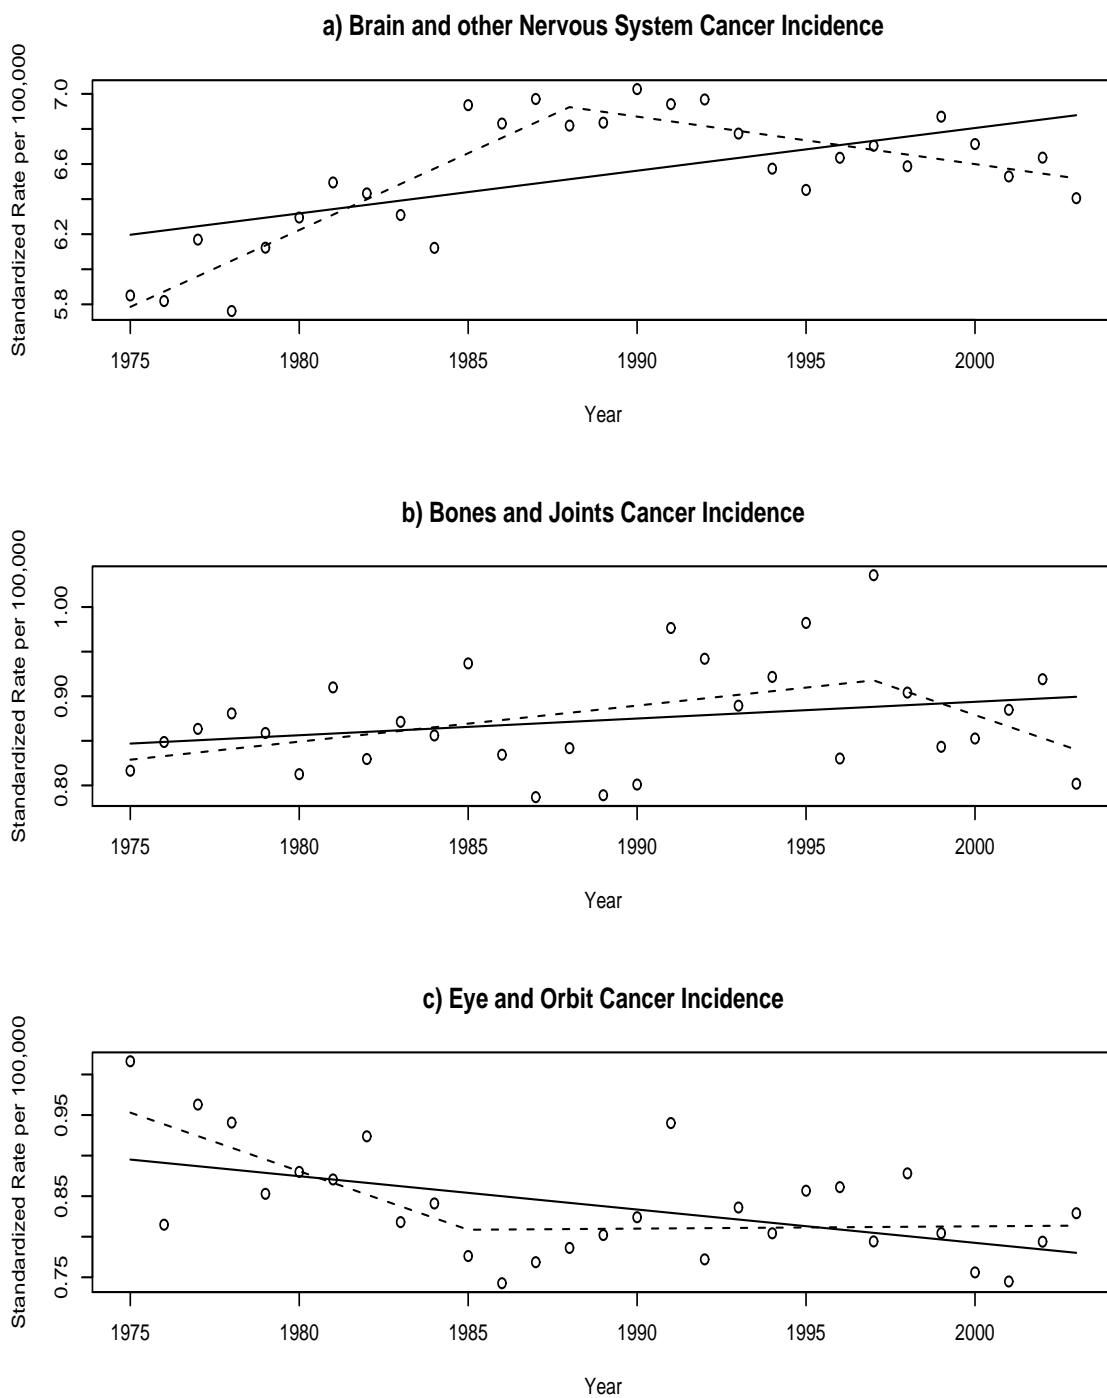 a) Brain and other Nervous System Cancer Incidence
Standardized Rate per 100,000
7.0
6.6
6.2
5.8
1975 1980 1985 1990 1995 2000
Year
b) Bones and Joints Cancer Incidence
Standardized Rate per 100,000
1.00
0.90
0.80
1975 1980 1985 1990 1995 2000
Year
c) Eye and Orbit Cancer Incidence
Standardized Rate per 100,000
0.95
0.85
0.75
1975 1980 1985 1990 1995 2000
Year